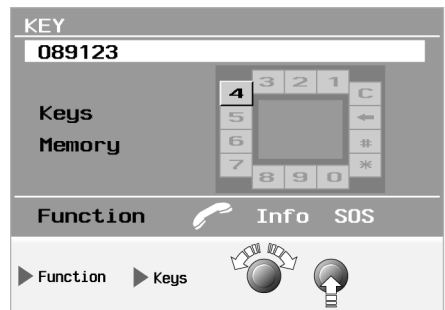 KEY
089123
3 2 1
4 C
Keys 5 ←
Memory 6 #
7 *
8 9 0
Function Info SOS
Function Keys